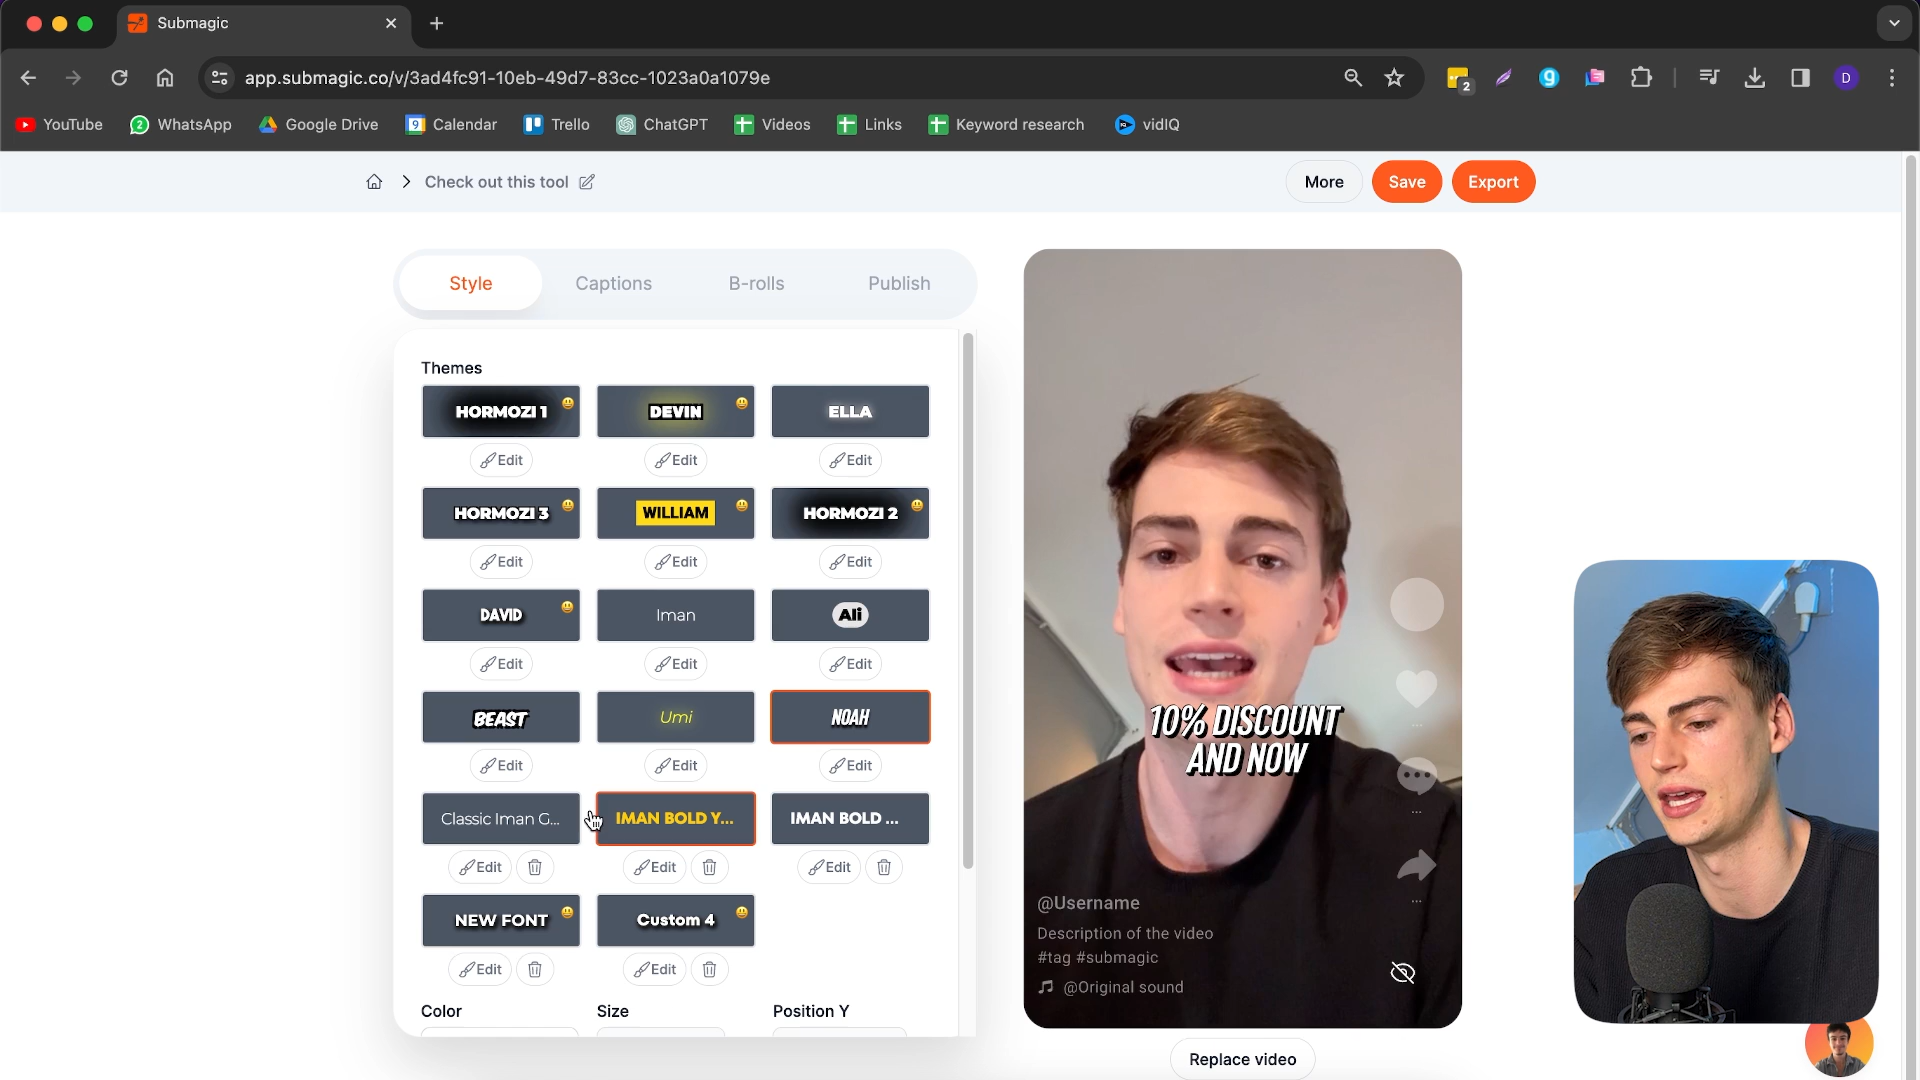 Submagic
app.submagic.co/v/3ad4fc91-10eb-49d7-83cc-1023a0a1079e
2
D
YouTube
2
WhatsApp
Google Drive
9
Calendar
Trello
ChatGPT
Videos
Links
Keyword research
vidIQ
Check out this tool
More
Save
Export
Style
Captions
B-rolls
Publish
Themes
HORMOZI 1
DEVIN
ELLA
Edit
Edit
Edit
HORMOZI 3
WILLIAM
HORMOZI 2
Edit
Edit
Edit
DAVID
Iman
Ali
Edit
Edit
Edit
BEAST
Umi
NOAH
Edit
Edit
Edit
Classic Iman G...
IMAN BOLD Y...
IMAN BOLD ...
Edit
Edit
Edit
NEW FONT
Custom 4
Edit
Edit
Color
Size
Position Y
10% DISCOUNT
AND NOW
@Username
Description of the video
#tag #submagic
@Original sound
Replace video